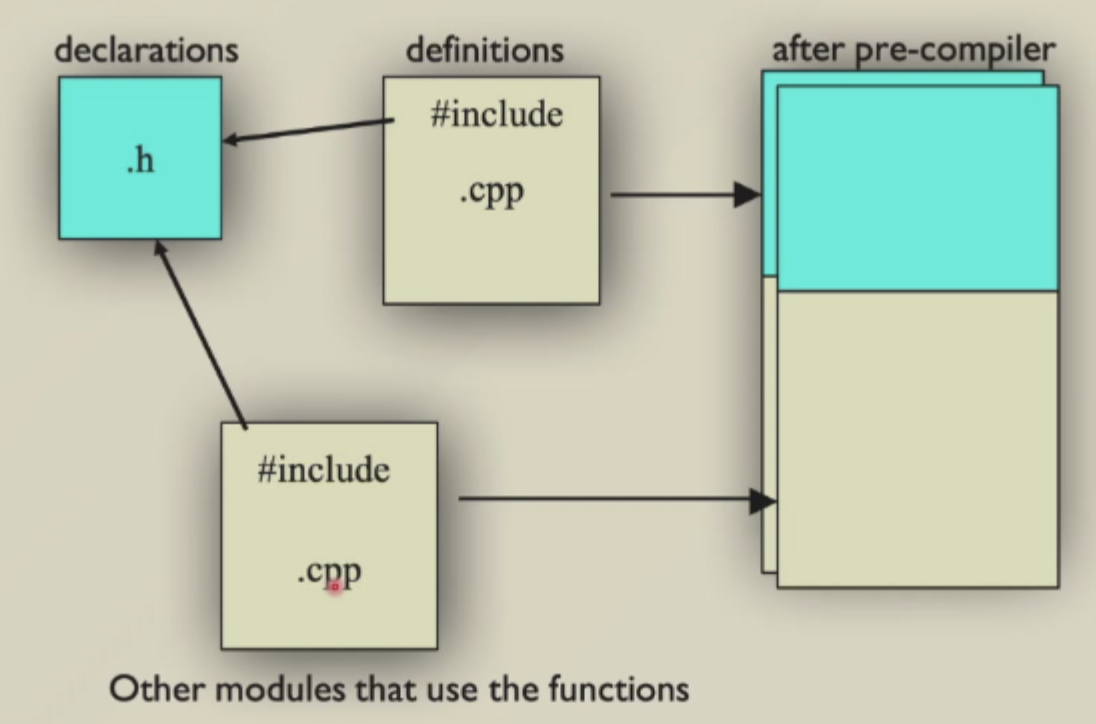 declarations
definitions
after pre-compiler
.h
#include
.cpp
#include
.cpp
Other modules that use the functions